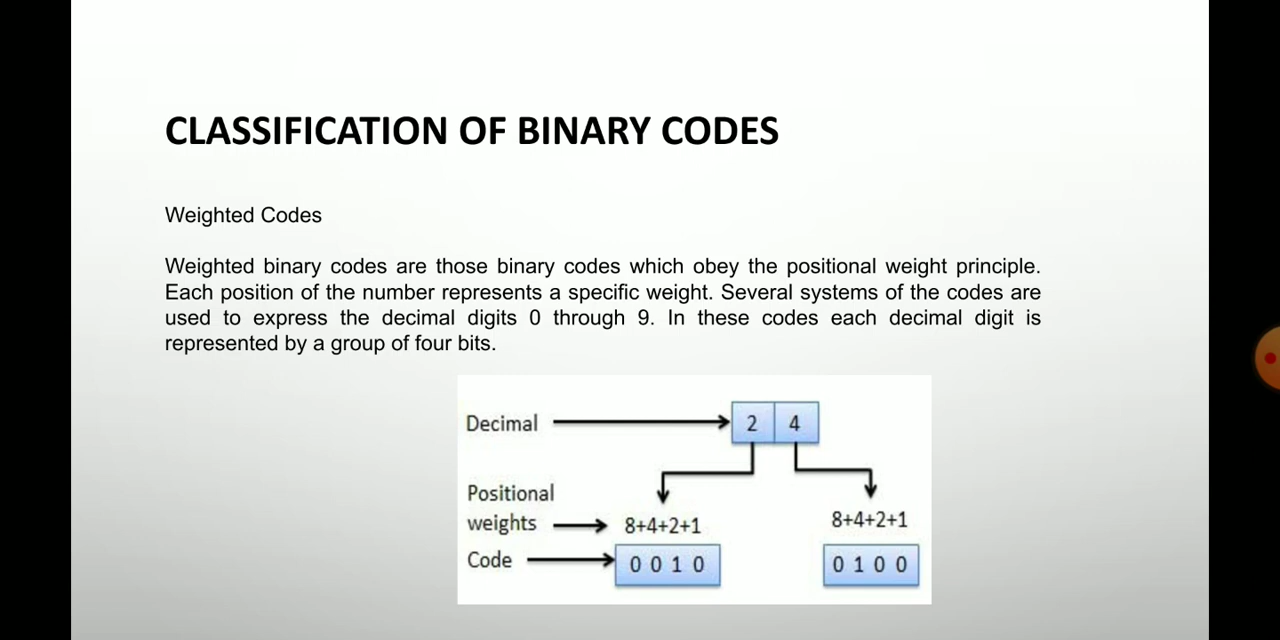 CLASSIFICATION OF BINARY CODES
Weighted Codes
Weighted binary codes are those binary codes which obey the positional weight principle.
Each position of the number represents a specific weight. Several systems of the codes are
used to express the decimal digits 0 through 9. In these codes each decimal digit is
represented by a group of four bits.
Decimal 2 4
Positional
weights 8+4+2+1 8+4+2+1
Code 0 0 1 0 0 1 0 0